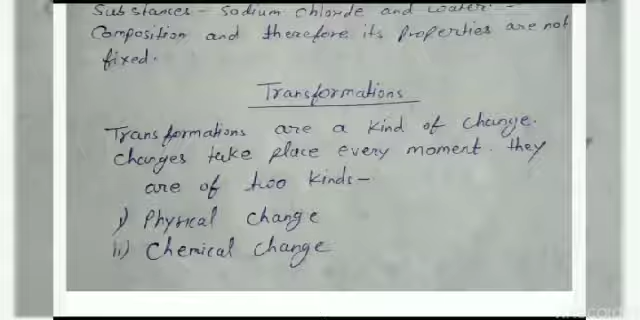 Substances - Sodium chloride and water. -
Composition and therefore its properties are not
fixed.
Transformations
Transformations are a kind of change.
Changes take place every moment. they
are of two kinds -
i) Physical change
ii) Chemical change